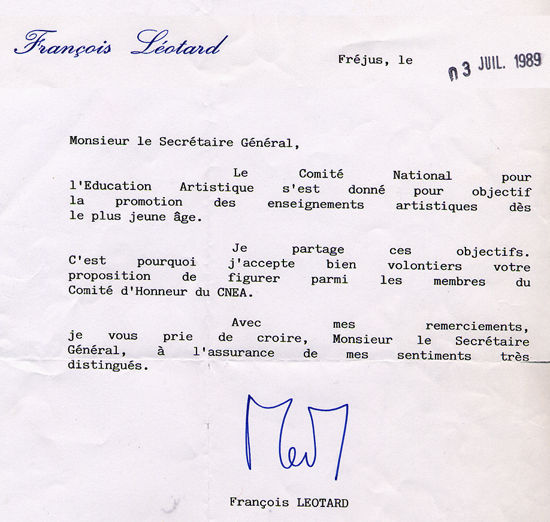 François Léotard
Fréjus, le 03 JUIL. 1989
Monsieur le Secrétaire Général,
Le Comité National pour
l'Education Artistique s'est donné pour objectif
la promotion des enseignements artistiques dès
le plus jeune âge.
Je partage ces objectifs.
C'est pourquoi j'accepte bien volontiers votre
proposition de figurer parmi les membres du
Comité d'Honneur du CNEA.
Avec mes remerciements,
je vous prie de croire, Monsieur le Secrétaire
Général, à l'assurance de mes sentiments très
distingués.
François LEOTARD